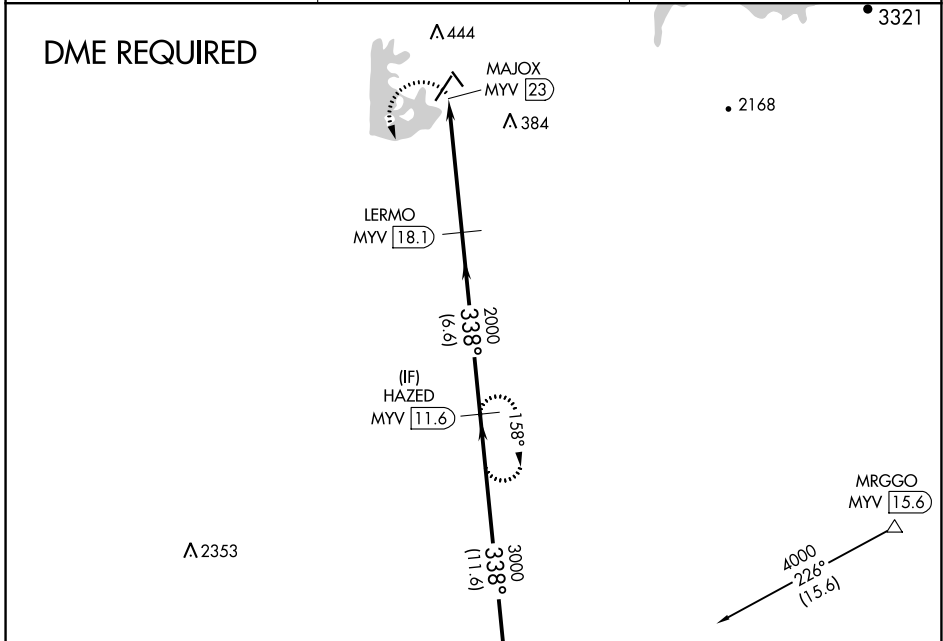 DME REQUIRED
444
3321
MAJOX
MYV 23
2168
384
LERMO
MYV 18.1
2000
338°
(6.6)
(IF)
HAZED
MYV 11.6
158°
MRGGO
MYV 15.6
2353
3000
338°
(11.6)
4000
226°
(15.6)